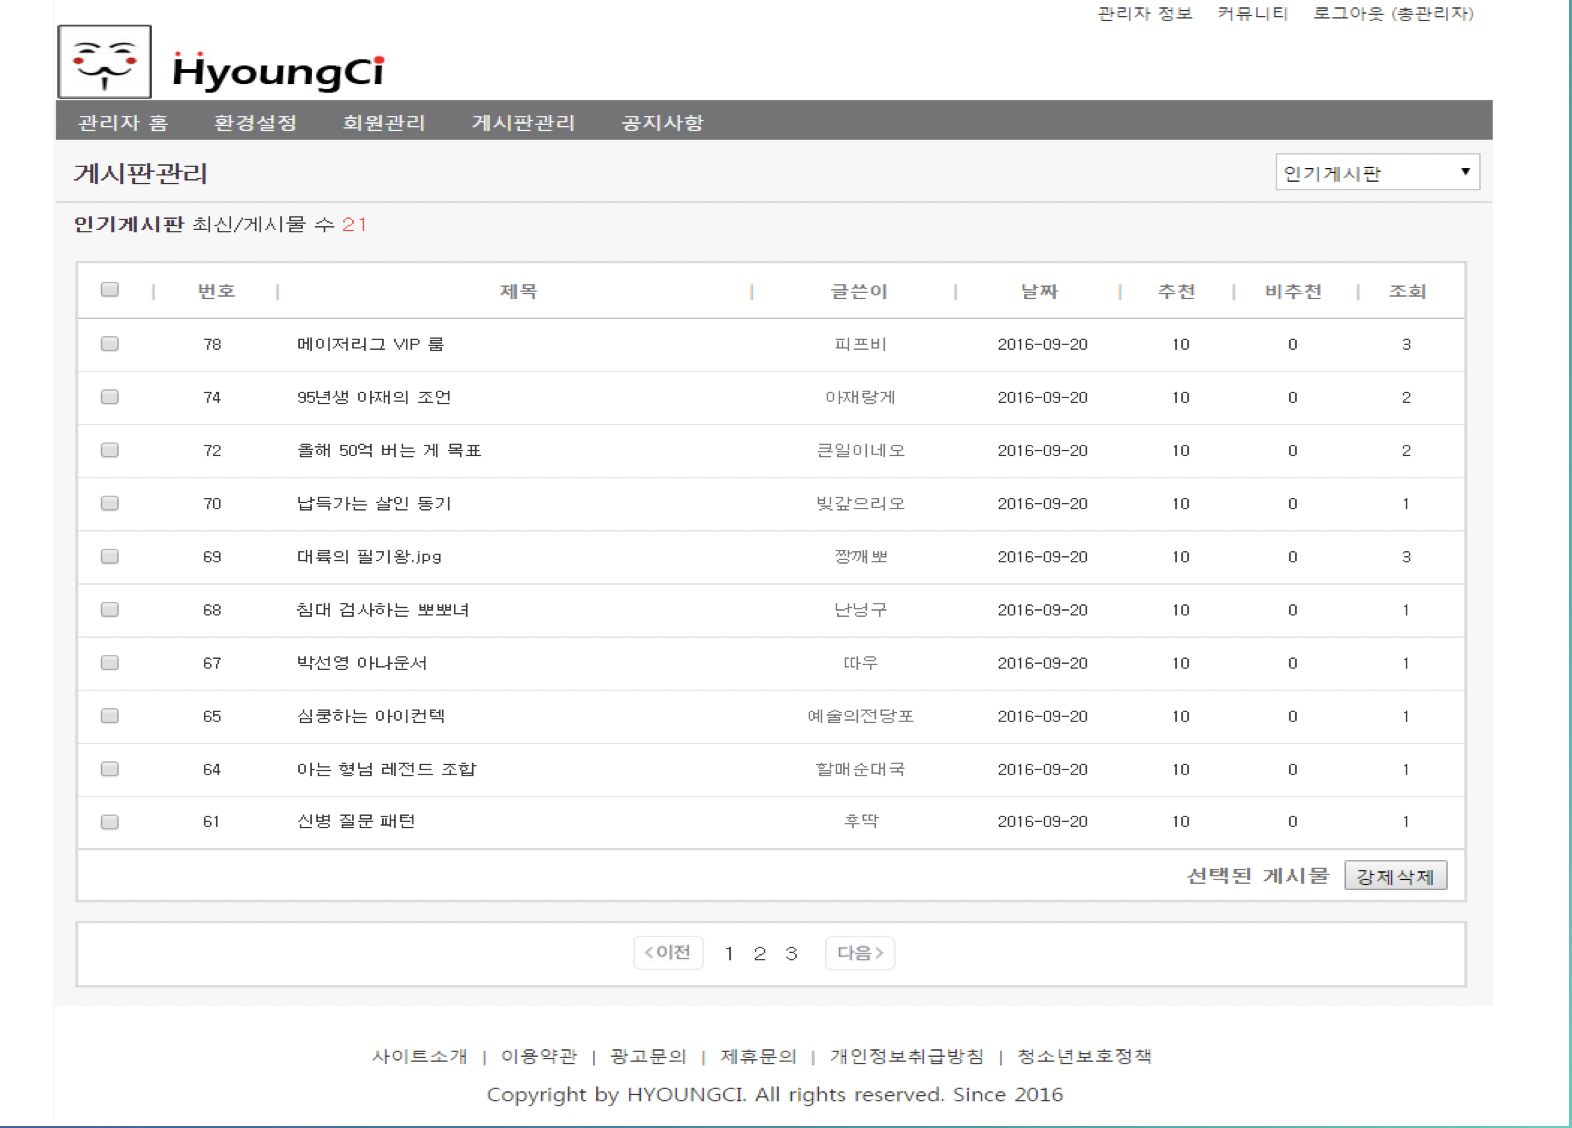 관리자 정보 커뮤니티 로그아웃 (총관리자)
HyoungCi
관리자 홈 환경설정 회원관리 게시판관리 공지사항
게시판관리 인기게시판
인기게시판 최신/게시물 수 21
| 번호 | 제목 | 글쓴이 | 날짜 | 추천 | 비추천 | 조회
78 메이저리그 VIP 룸 피프비 2016-09-20 10 0 3
74 95년생 아재의 조언 아재랑게 2016-09-20 10 0 2
72 올해 50억 버는 게 목표 큰일이네오 2016-09-20 10 0 2
70 납득가는 살인 동기 빛갚으리오 2016-09-20 10 0 1
69 대륙의 필기왕.jpg 짱깨뽀 2016-09-20 10 0 3
68 침대 검사하는 뽀뽀녀 난닝구 2016-09-20 10 0 1
67 박선영 아나운서 따우 2016-09-20 10 0 1
65 심쿵하는 아이컨텍 예술의전당포 2016-09-20 10 0 1
64 아는 형님 레전드 조합 할매순대국 2016-09-20 10 0 1
61 신병 질문 패턴 후딱 2016-09-20 10 0 1
선택된 게시물 강제삭제
<이전 1 2 3 다음>
사이트소개 | 이용약관 | 광고문의 | 제휴문의 | 개인정보취급방침 | 청소년보호정책
Copyright by HYOUNGCI. All rights reserved. Since 2016